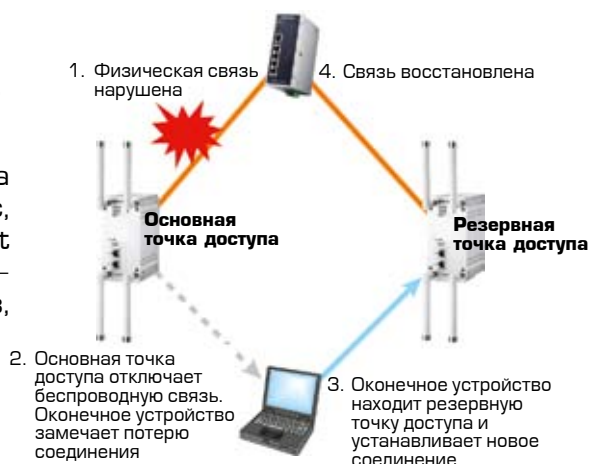 1. Физическая связь
нарушена
4. Связь восстановлена
а
,
t
–
,
Основная
точка доступа
Резервная
точка доступа
2. Основная точка
доступа отключает
беспроводную связь.
Оконечное устройство
замечает потерю
соединения
3. Оконечное устройство
находит резервную
точку доступа и
устанавливает новое
соединение